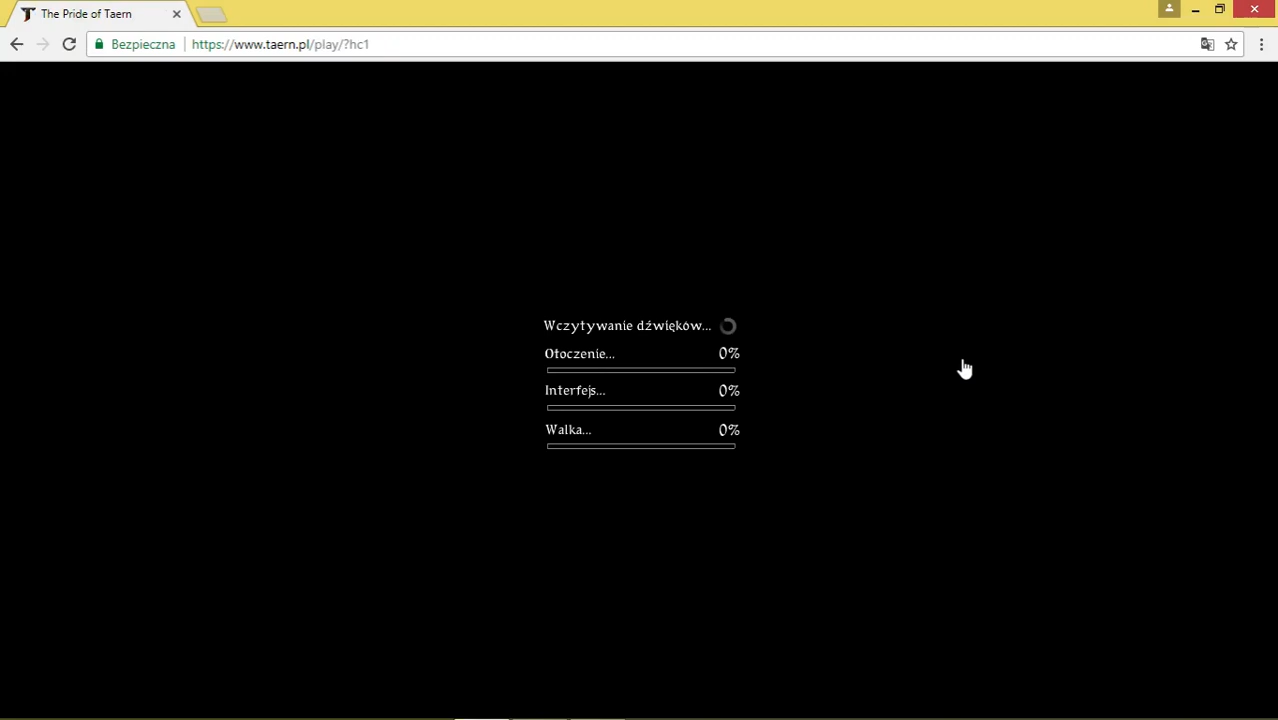 The Pride of Taern
Bezpieczna
https://www.taern.pl/play/?hc1
Wczytywanie dźwięków...
Otoczenie... 0%
Interfejs... 0%
Walka... 0%